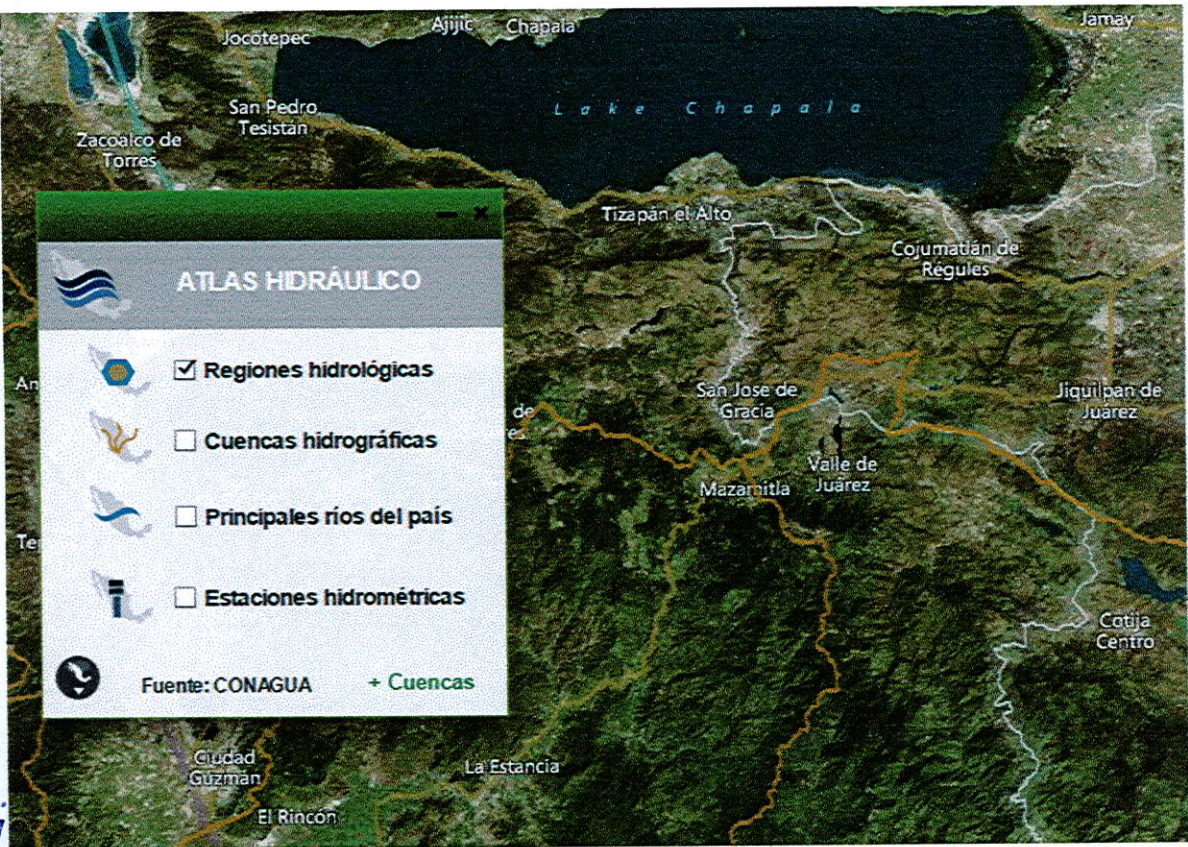 Ajijic
Chapala
Jamay
Jocotepec
San Pedro
Tesistán
Lake Chapala
Zacoalco de
Torres
Tizapán el Alto
Cojumatlán de
Régules
ATLAS HIDRÁULICO
Regiones hidrológicas
Cuencas hidrográficas
Principales ríos del país
Estaciones hidrométricas
Fuente: CONAGUA
+ Cuencas
San Jose de
Gracia
Jiquilpan de
Juárez
de
Valle de
Juárez
Mazamitla
Cotija
Centro
Ciudad
Guzmán
La Estancia
El Rincón